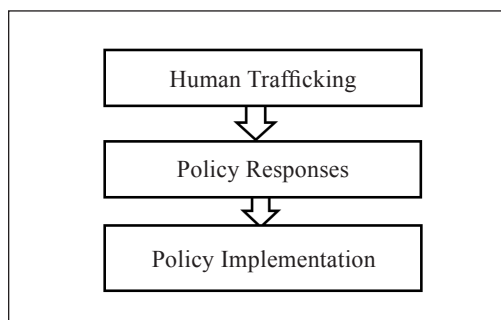 Human Trafficking
Policy Responses
Policy Implementation